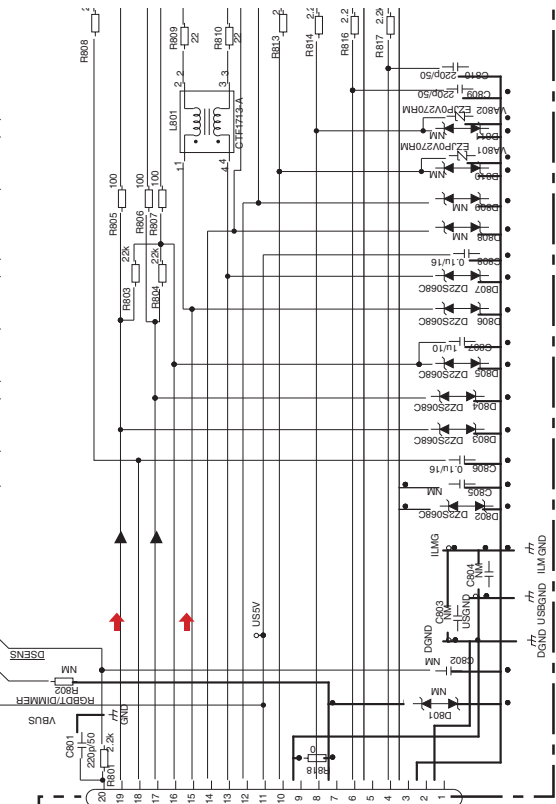 R808
2
R809
22
R810
22
R813
2
R814
2.2
R816
2.2
R817
2.2
2 2
3 3
L801
CTF1713-A
1 1
4 4
C810
220p/50
C809
220p/50
VA802
EZJP0V270RM
D811
NM
VA801
EZJP0V270RM
D810
NM
D809
NM
D808
NM
C808
0.1u/16
D807
DZ2S068C
D806
DZ2S068C
C807
1u/10
D805
DZ2S068C
D804
DZ2S068C
D803
DZ2S068C
C806
0.1u/16
C805
NM
D802
DZ2S068C
R805
100
R806
100
R807
100
R803
22k
R804
22k
ILMG
ILM GND
C804
NM
C803
NM
USGND
USBGND
DGND
DGND
C802
NM
D801
NM
US5V
DSENS
R802
NM
RGBDT/DIMMER
VBUS
GND
C801
220p/50
R801
2.2k
R818
0
20
19
18
17
16
15
14
13
12
11
10
9
8
7
6
5
4
3
2
1